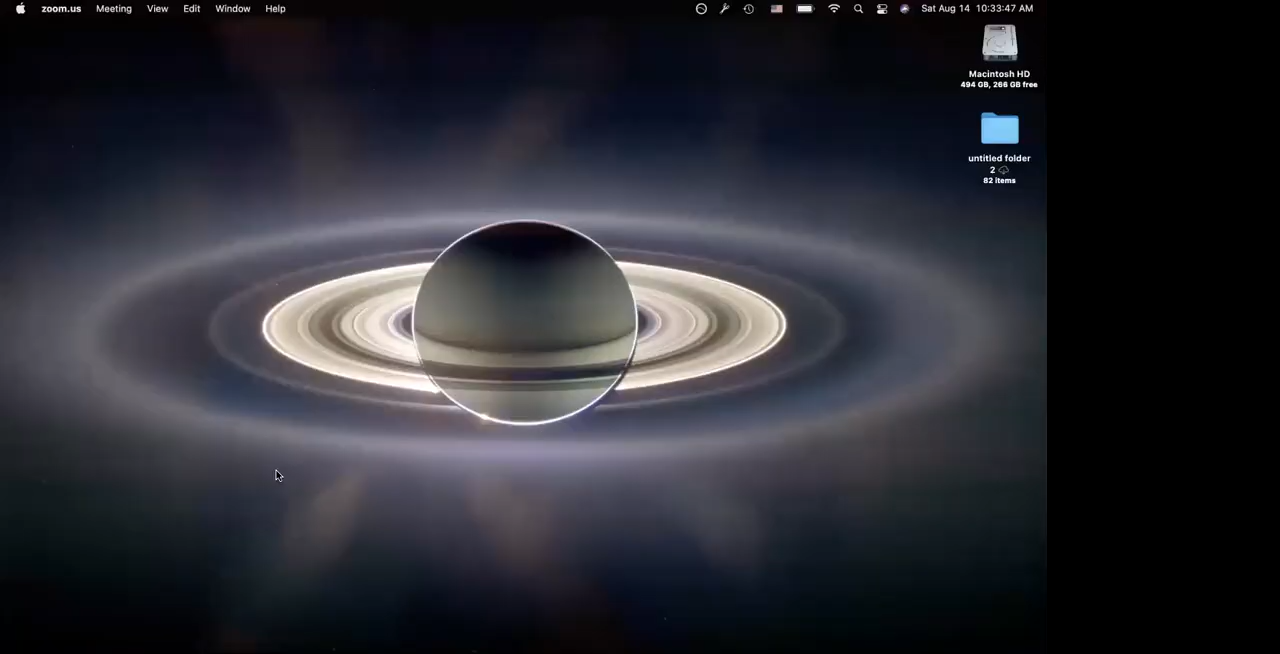 zoom.us Meeting View Edit Window Help Sat Aug 14 10:33:47 AM
Macintosh HD
494 GB, 266 GB free
untitled folder
2
82 items